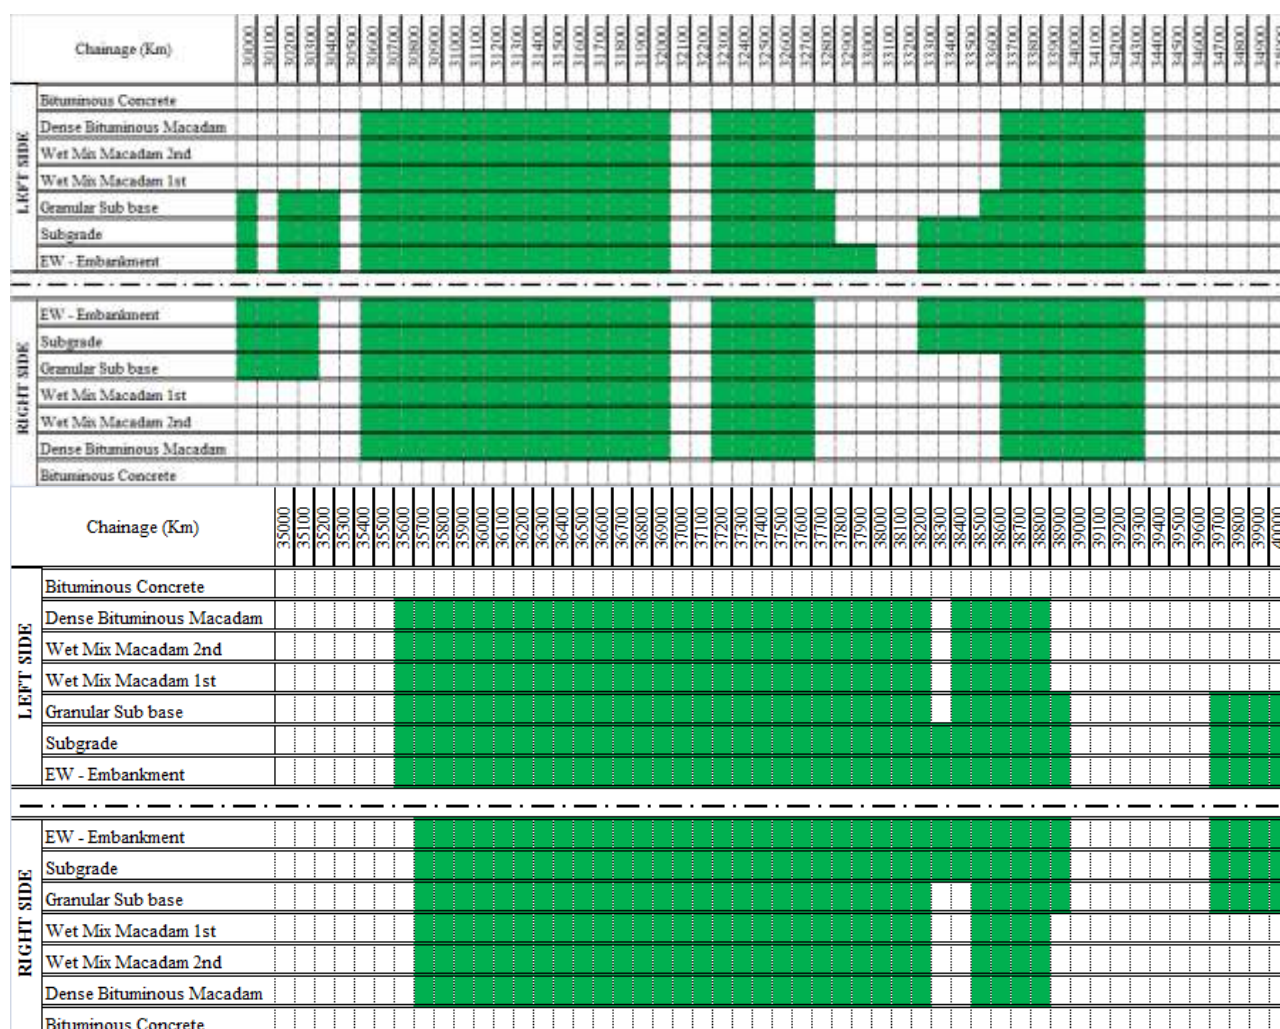 Chainage (Km) 30000 30100 30200 30300 30400 30500 30600 30700 30800 30900 31000 31100 31200 31300 31400 31500 31600 31700 31800 31900 32000 32100 32200 32300 32400 32500 32600 32700 32800 32900 33000 33100 33200 33300 33400 33500 33600 33700 33800 33900 34000 34100 34200 34300 34400 34500 34600 34700 34800 34900
LEFT SIDE
Bituminous Concrete
Dense Bituminous Macadam
Wet Mix Macadam 2nd
Wet Mix Macadam 1st
Granular Sub base
Subgrade
EW - Embankment
RIGHT SIDE
EW - Embankment
Subgrade
Granular Sub base
Wet Mix Macadam 1st
Wet Mix Macadam 2nd
Dense Bituminous Macadam
Bituminous Concrete
Chainage (Km) 35000 35100 35200 35300 35400 35500 35600 35700 35800 35900 36000 36100 36200 36300 36400 36500 36600 36700 36800 36900 37000 37100 37200 37300 37400 37500 37600 37700 37800 37900 38000 38100 38200 38300 38400 38500 38600 38700 38800 38900 39000 39100 39200 39300 39400 39500 39600 39700 39800 39900 40000
LEFT SIDE
Bituminous Concrete
Dense Bituminous Macadam
Wet Mix Macadam 2nd
Wet Mix Macadam 1st
Granular Sub base
Subgrade
EW - Embankment
RIGHT SIDE
EW - Embankment
Subgrade
Granular Sub base
Wet Mix Macadam 1st
Wet Mix Macadam 2nd
Dense Bituminous Macadam
Bituminous Concrete